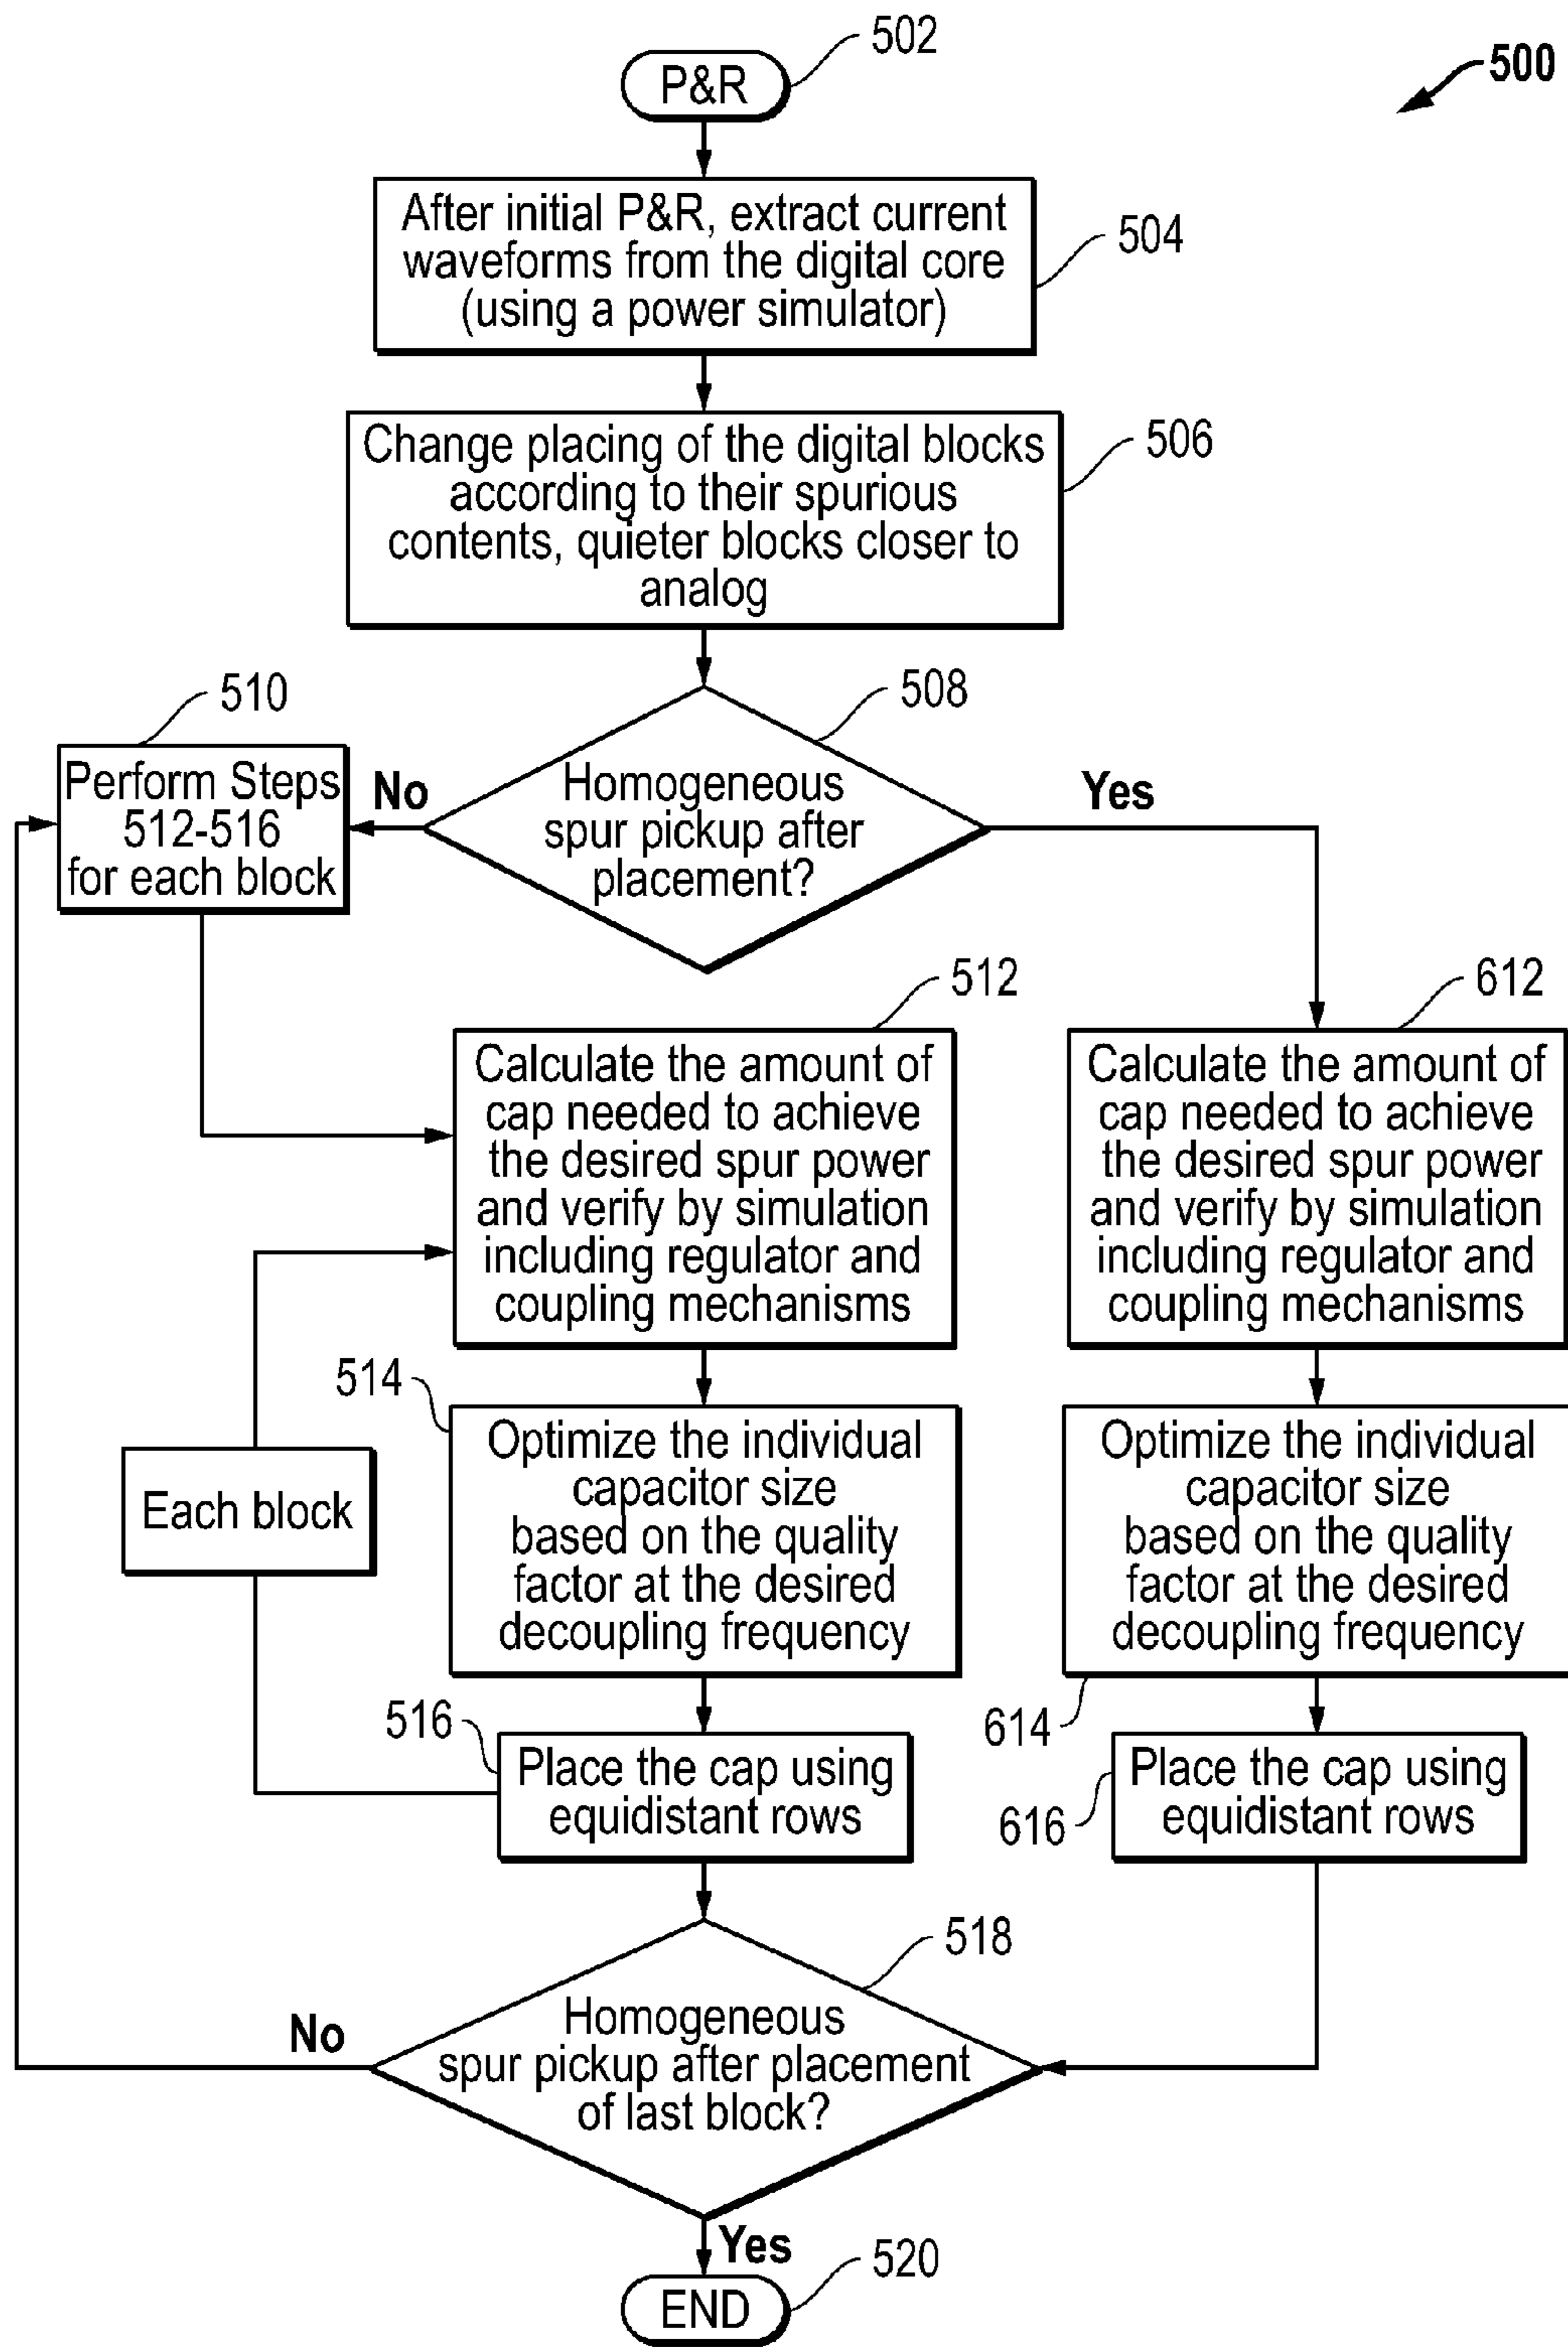 502
500
P&R
After initial P&R, extract current
waveforms from the digital core
(using a power simulator)
504
Change placing of the digital blocks
according to their spurious
contents, quieter blocks closer to
analog
506
508
510
Perform Steps
512-516
for each block
No
Homogeneous
spur pickup after
placement?
Yes
512
612
Calculate the amount of
cap needed to achieve
the desired spur power
and verify by simulation
including regulator and
coupling mechanisms
Calculate the amount of
cap needed to achieve
the desired spur power
and verify by simulation
including regulator and
coupling mechanisms
514
Each block
Optimize the individual
capacitor size
based on the quality
factor at the desired
decoupling frequency
Optimize the individual
capacitor size
based on the quality
factor at the desired
decoupling frequency
614
516
Place the cap using
equidistant rows
616
Place the cap using
equidistant rows
518
No
Homogeneous
spur pickup after placement
of last block?
Yes
520
END